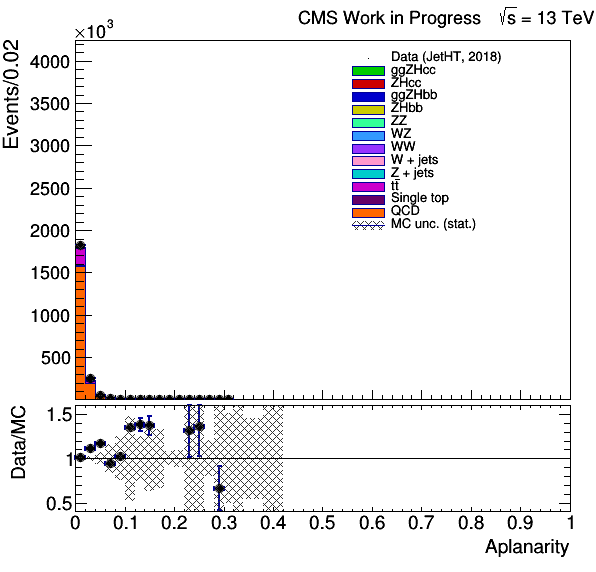 CMS Work in Progress √s = 13 TeV
×10³
Events/0.02
4000
3500
3000
2500
2000
1500
1000
500
Data (JetHT, 2018)
ggZHcc
ZHcc
ggZHbb
ZHbb
ZZ
WZ
WW
W + jets
Z + jets
tt̄
Single top
QCD
MC unc. (stat.)
Data/MC
1.5
1
0.5
0 0.1 0.2 0.3 0.4 0.5 0.6 0.7 0.8 0.9 1
Aplanarity